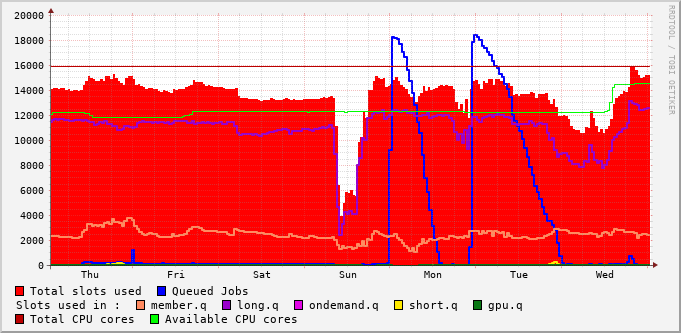 RRDTOOL / TOBI OETIKER
20000
18000
16000
14000
12000
10000
8000
6000
4000
2000
0
Thu Fri Sat Sun Mon Tue Wed
Total slots used Queued Jobs
Slots used in : member.q long.q ondemand.q short.q gpu.q
Total CPU cores Available CPU cores